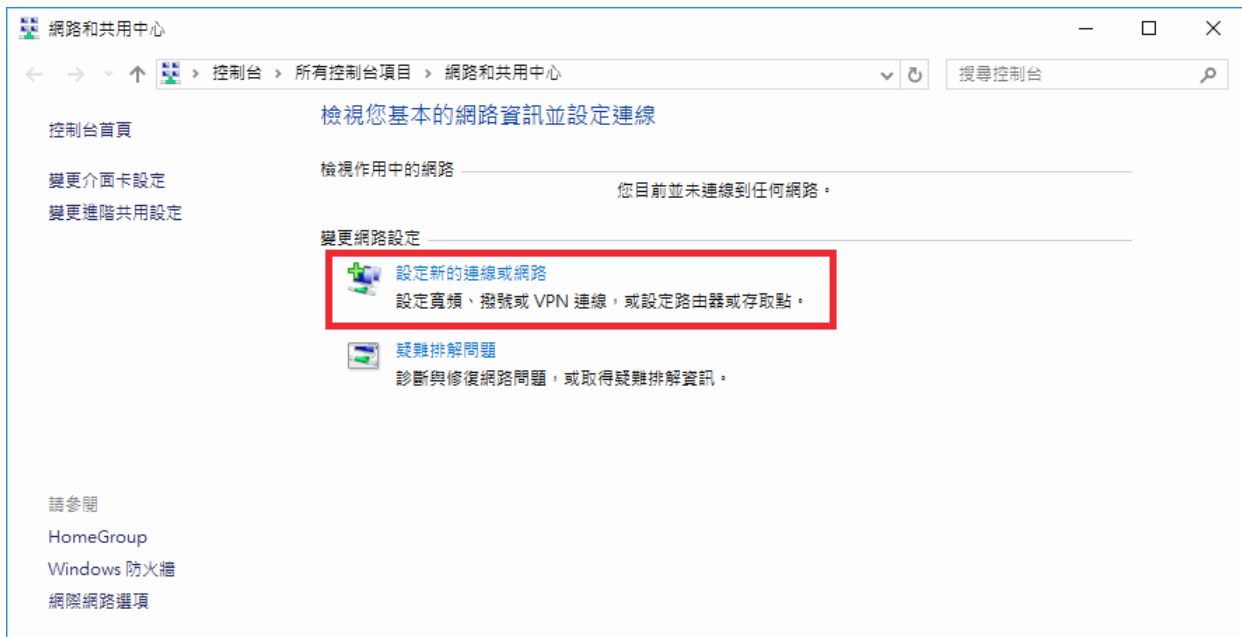 網路和共用中心
控制台 › 所有控制台項目 › 網路和共用中心
搜尋控制台
控制台首頁
變更介面卡設定
變更進階共用設定
檢視您基本的網路資訊並設定連線
檢視作用中的網路
您目前並未連線到任何網路。
變更網路設定
設定新的連線或網路
設定寬頻、撥號或 VPN 連線，或設定路由器或存取點。
疑難排解問題
診斷與修復網路問題，或取得疑難排解資訊。
請參閱
HomeGroup
Windows 防火牆
網際網路選項